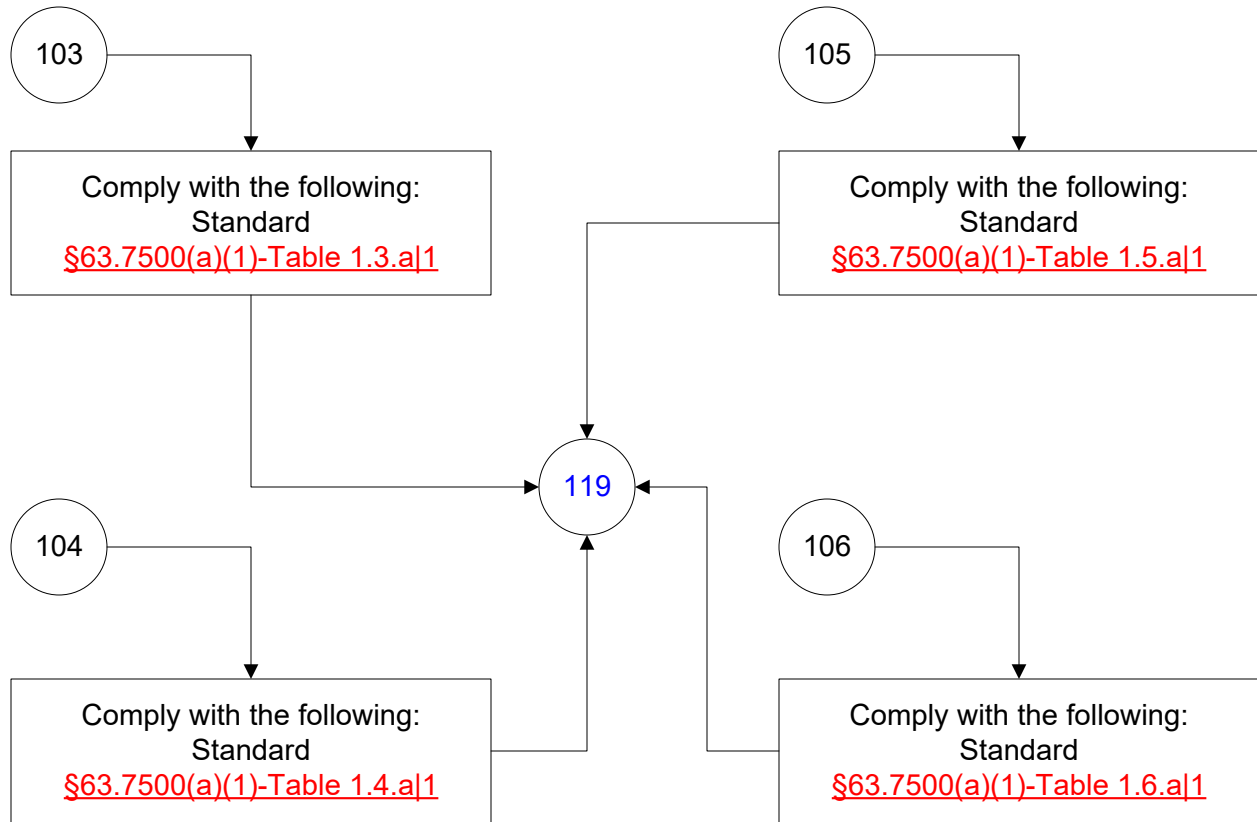 103
Comply with the following:
Standard
§63.7500(a)(1)-Table 1.3.a|1
105
Comply with the following:
Standard
§63.7500(a)(1)-Table 1.5.a|1
119
104
Comply with the following:
Standard
§63.7500(a)(1)-Table 1.4.a|1
106
Comply with the following:
Standard
§63.7500(a)(1)-Table 1.6.a|1